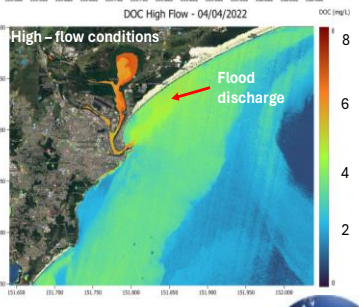 DOC High Flow - 04/04/2022
DOC (mg/L)
High – flow conditions
Flood
discharge
8
6
4
2
151.650 151.700 151.750 151.800 151.850 151.900 151.950 152.000